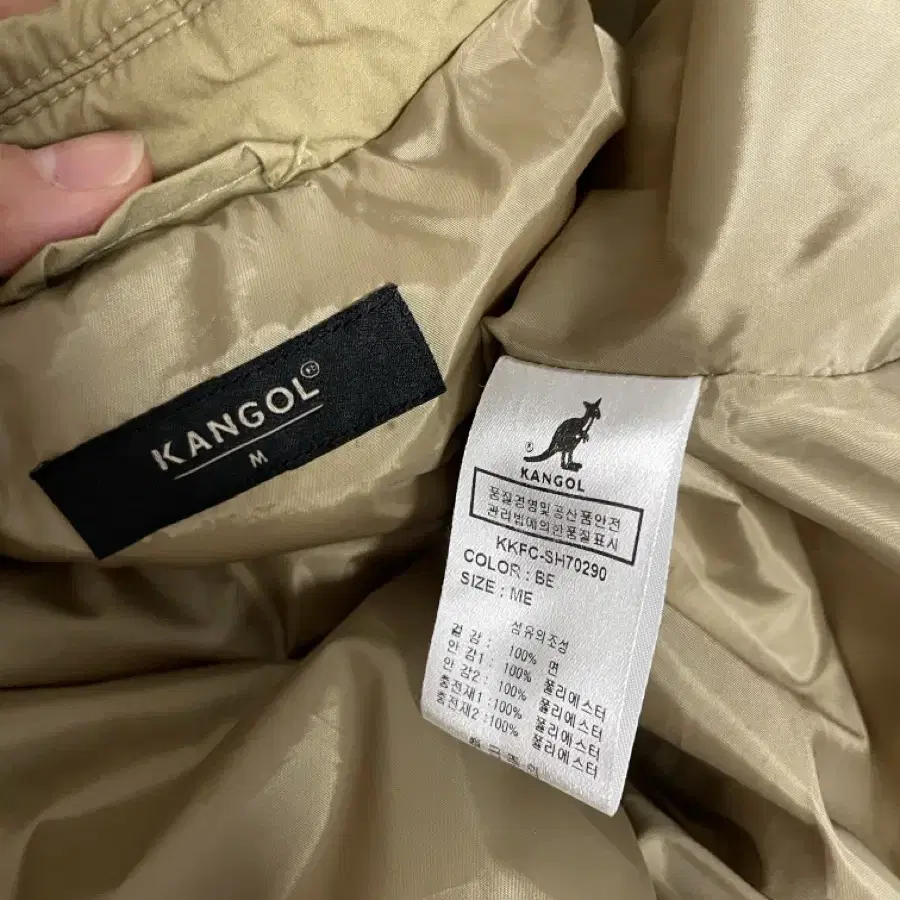 KANGOL®
M
®
KANGOL
품질경영및공산품안전
관리법에의한품질표시
KKFC-SH70290
COLOR : BE
SIZE : ME
섬유의조성
겉 감 : 100% 면
안 감1 : 100% 폴리에스터
안 감2 : 100% 폴리에스터
충전재1 : 100% 폴리에스터
충전재2 : 100% 폴리에스터